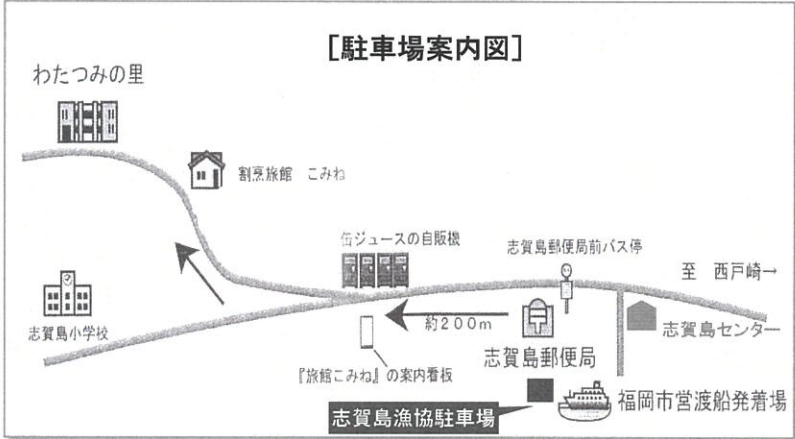 [駐車場案内図]
わたつみの里
割烹旅館 こみね
缶ジュースの自販機
志賀島郵便局前バス停
至 西戸崎→
志賀島小学校
約200m
志賀島センター
志賀島郵便局
『旅館こみね』の案内看板
福岡市営渡船発着場
志賀島漁協駐車場